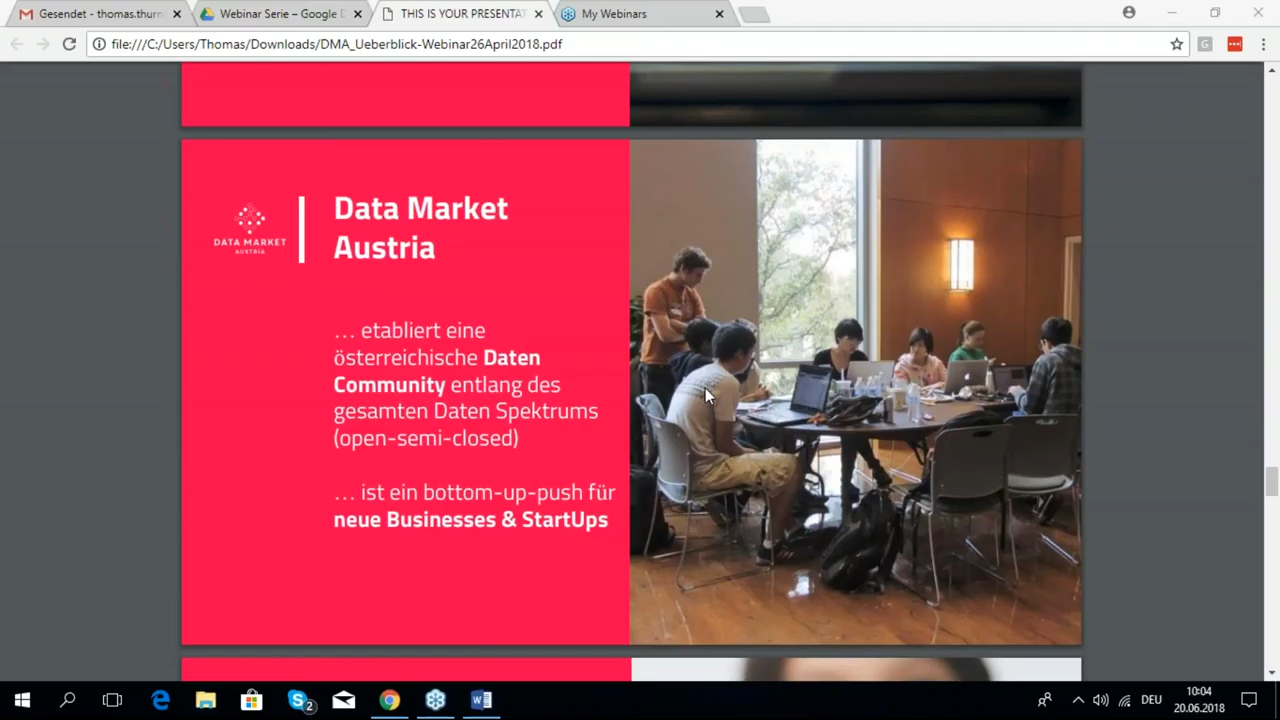 Gesendet - thomas.thurn
Webinar Serie – Google D
THIS IS YOUR PRESENTAT
My Webinars
file:///C:/Users/Thomas/Downloads/DMA_Ueberblick-Webinar26April2018.pdf
DATA MARKET
AUSTRIA
Data Market
Austria
… etabliert eine
österreichische Daten
Community entlang des
gesamten Daten Spektrums
(open-semi-closed)
… ist ein bottom-up-push für
neue Businesses & StartUps
2
DEU
10:04
20.06.2018